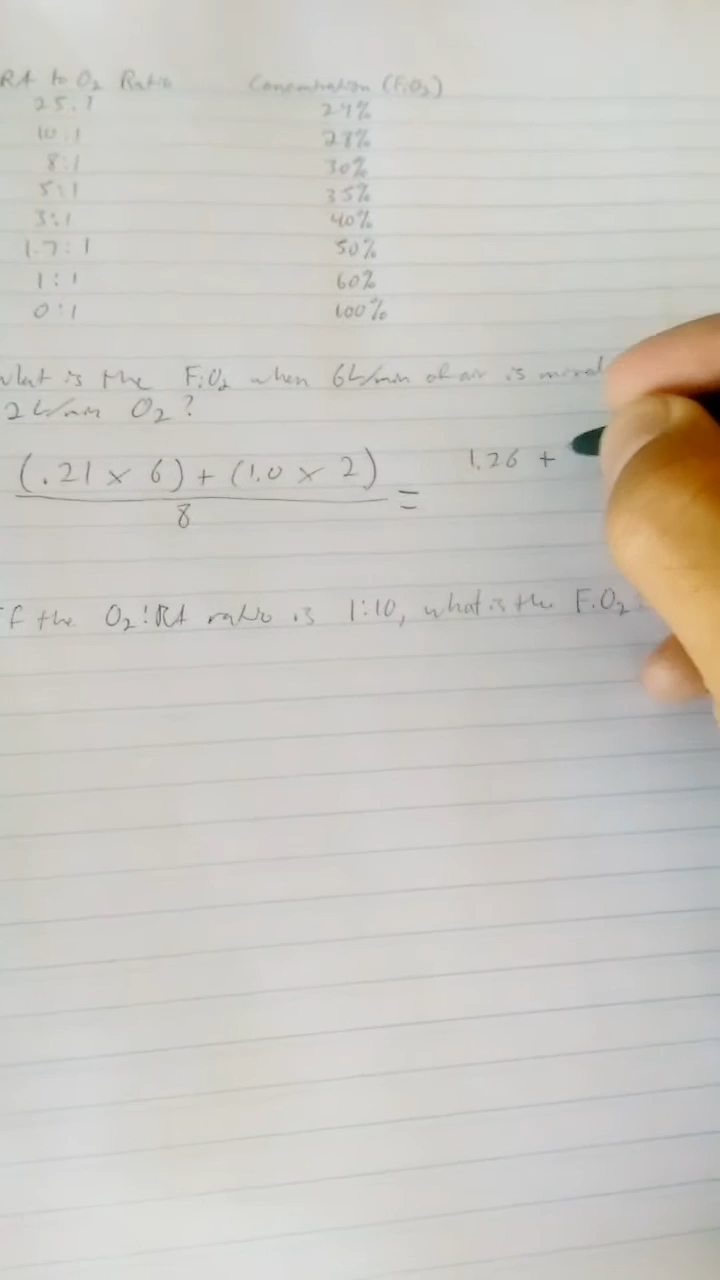 RA to O2 Ratio Concentration (FiO2)
25:1 24%
10:1 28%
8:1 30%
5:1 35%
3:1 40%
1.7:1 50%
1:1 60%
0:1 100%
what is the FiO2 when 6L/min of air is mixed
2L/min O2?
(.21 x 6) + (1.0 x 2)
8
=
1.26 +
If the O2:RA ratio is 1:10, what is the FiO2